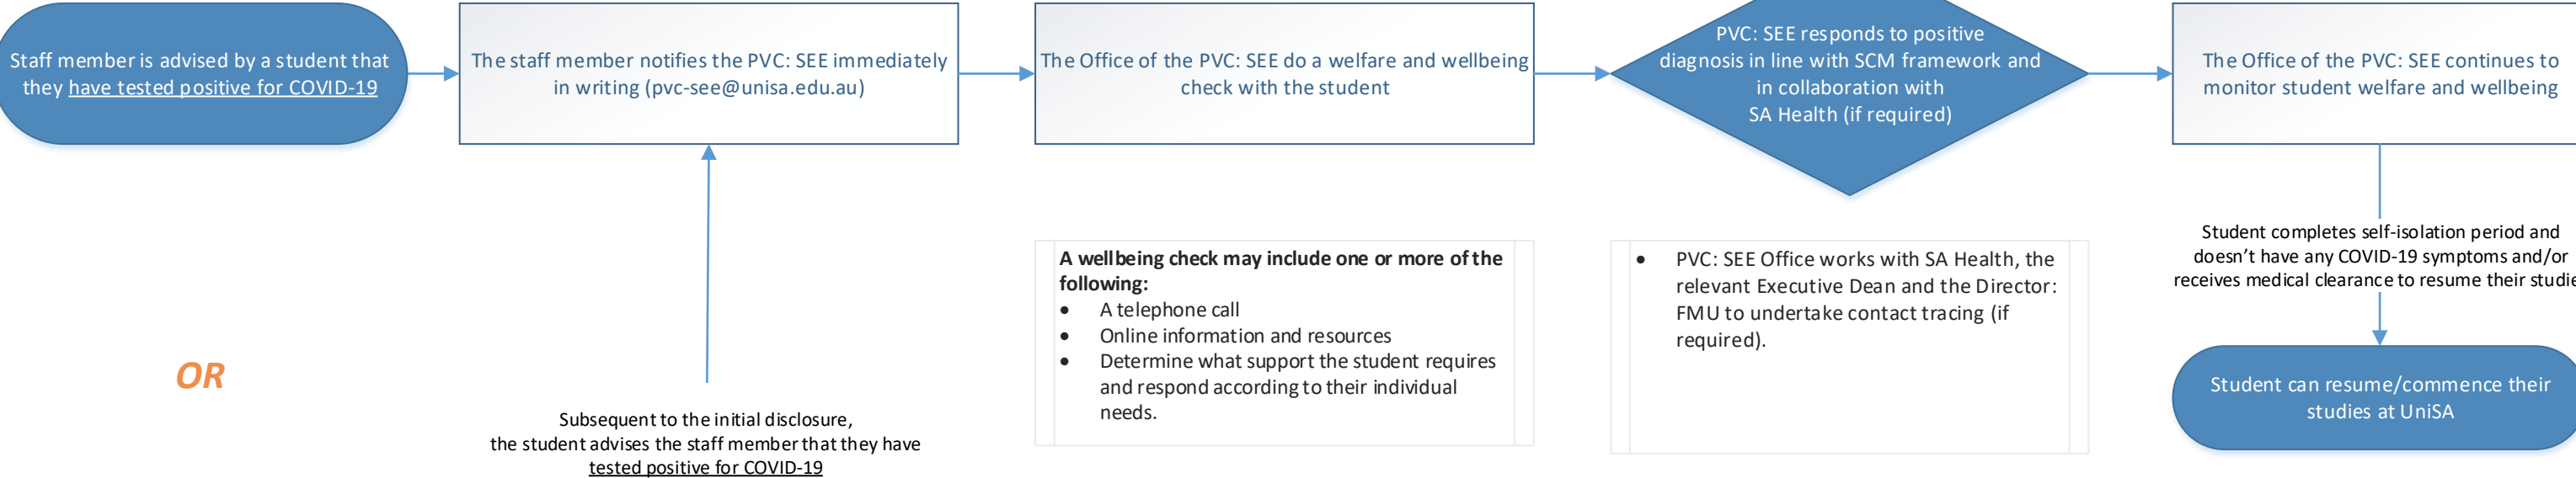 Staff member is advised by a student that
they have tested positive for COVID-19
The staff member notifies the PVC: SEE immediately
in writing (pvc-see@unisa.edu.au)
The Office of the PVC: SEE do a welfare and wellbeing
check with the student
PVC: SEE responds to positive
diagnosis in line with SCM framework and
in collaboration with
SA Health (if required)
The Office of the PVC: SEE continues to
monitor student welfare and wellbeing
OR
Subsequent to the initial disclosure,
the student advises the staff member that they have
tested positive for COVID-19
A wellbeing check may include one or more of the
following:
• A telephone call
• Online information and resources
• Determine what support the student requires
and respond according to their individual
needs.
• PVC: SEE Office works with SA Health, the
relevant Executive Dean and the Director:
FMU to undertake contact tracing (if
required).
Student completes self-isolation period and
doesn't have any COVID-19 symptoms and/or
receives medical clearance to resume their
Student can resume/commence their
studies at UniSA